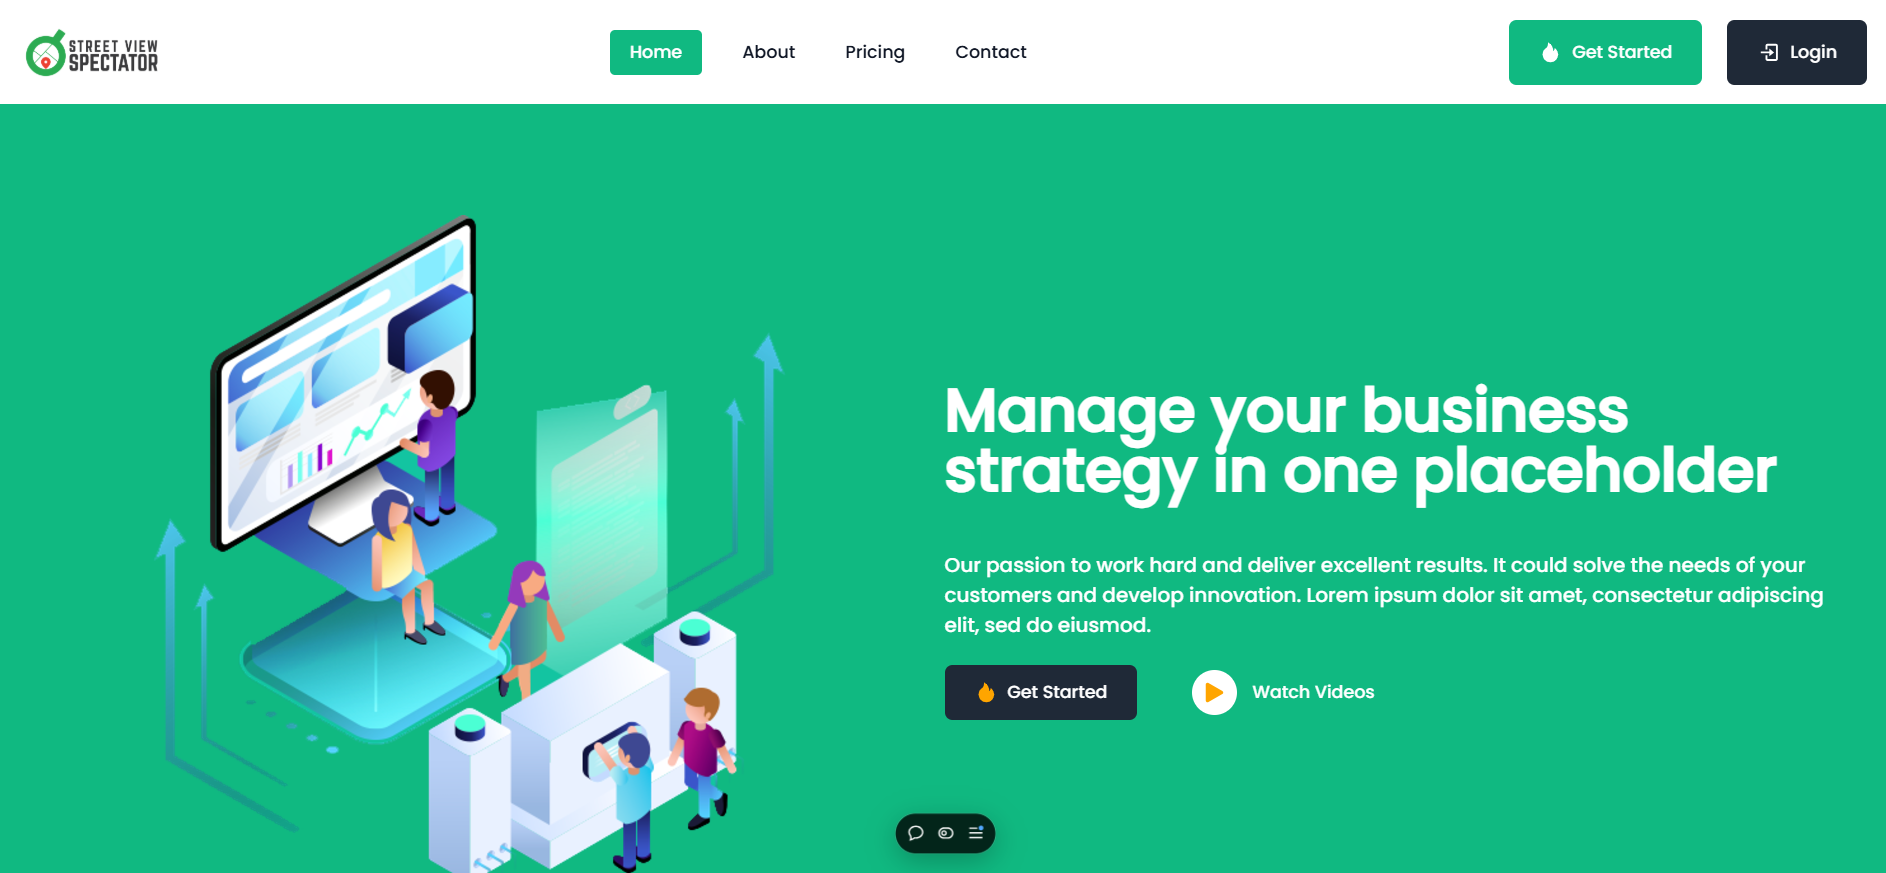 STREET VIEW
SPECTATOR
Home
About
Pricing
Contact
Get Started
Login
Manage your business
strategy in one placeholder
Our passion to work hard and deliver excellent results. It could solve the needs of your
customers and develop innovation. Lorem ipsum dolor sit amet, consectetur adipiscing
elit, sed do eiusmod.
Get Started
Watch Videos